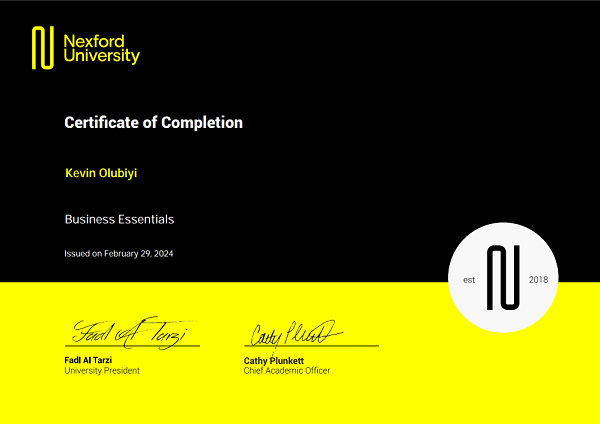 Nexford
University
Certificate of Completion
Kevin Olubiyi
Business Essentials
Issued on February 29, 2024
est 2018
Fadl Al Tarzi
Cathy Plunkett
Fadl Al Tarzi
University President
Cathy Plunkett
Chief Academic Officer